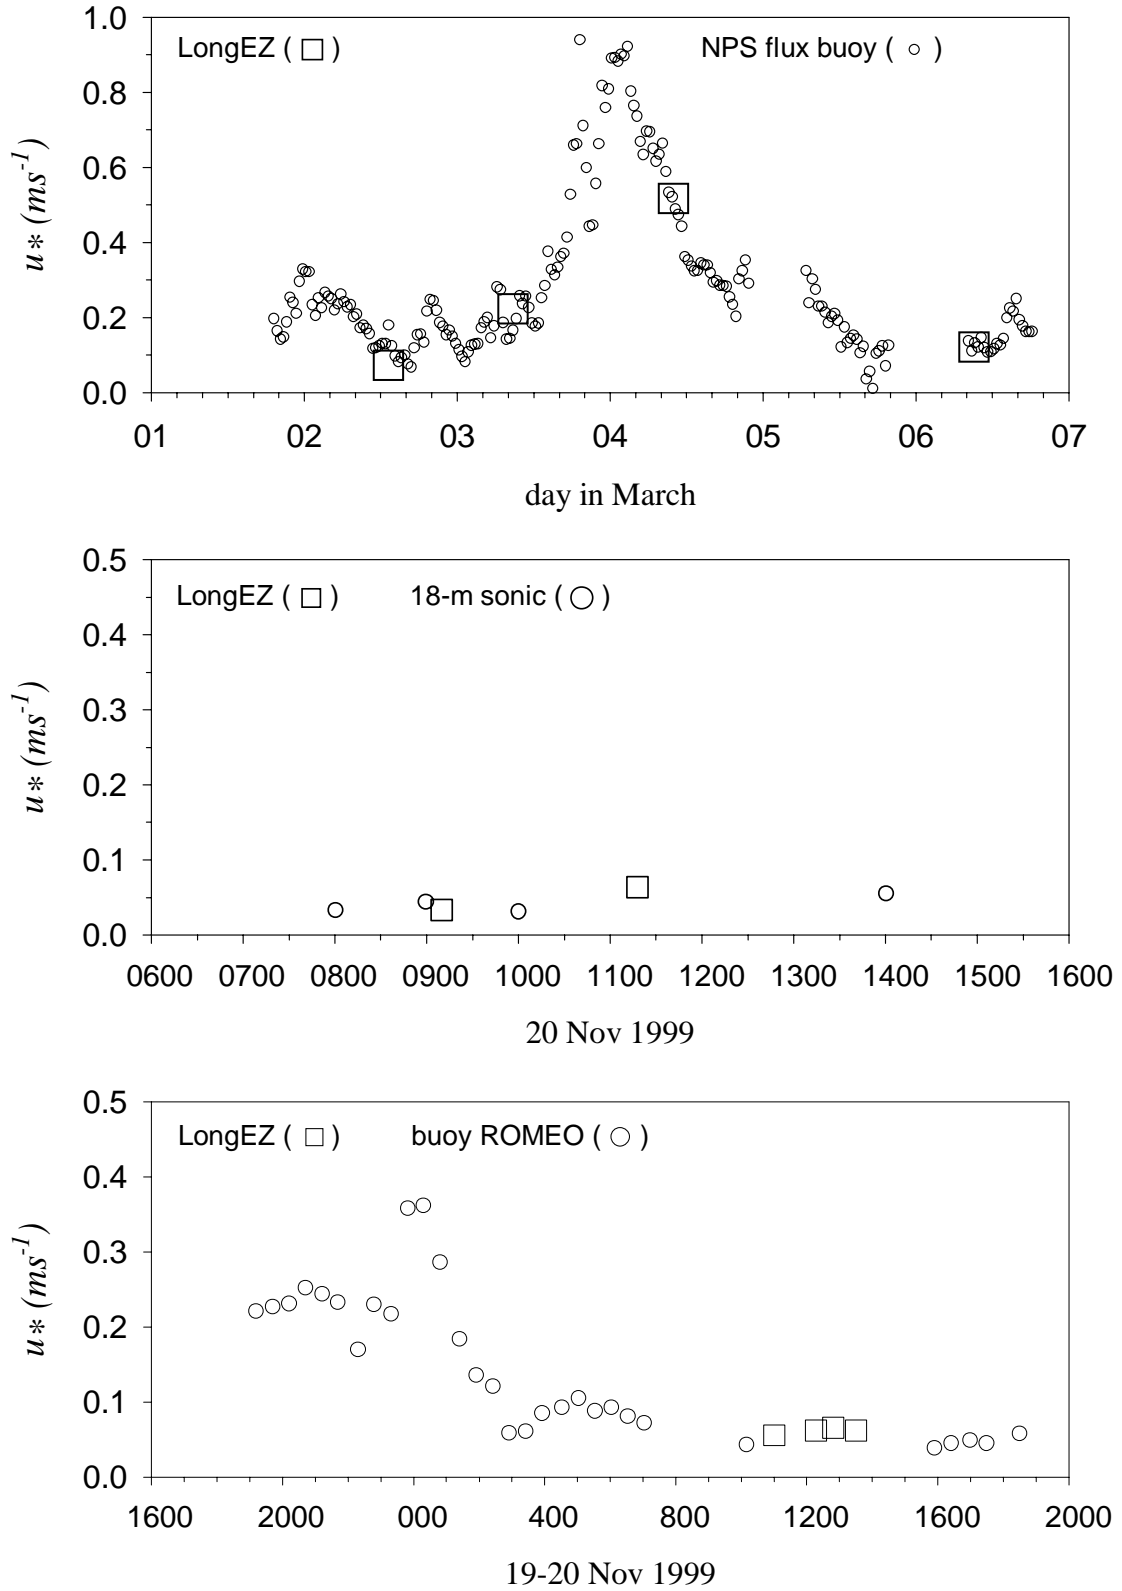 LongEZ ( □ ) NPS flux buoy ( ○ )
1.0
0.8
0.6
0.4
0.2
0.0
u* (ms⁻¹)
01 02 03 04 05 06 07
day in March
LongEZ ( □ ) 18-m sonic ( ○ )
0.5
0.4
0.3
0.2
0.1
0.0
u* (ms⁻¹)
0600 0700 0800 0900 1000 1100 1200 1300 1400 1500 1600
20 Nov 1999
LongEZ ( □ ) buoy ROMEO ( ○ )
0.5
0.4
0.3
0.2
0.1
0.0
u* (ms⁻¹)
1600 2000 000 400 800 1200 1600 2000
19-20 Nov 1999